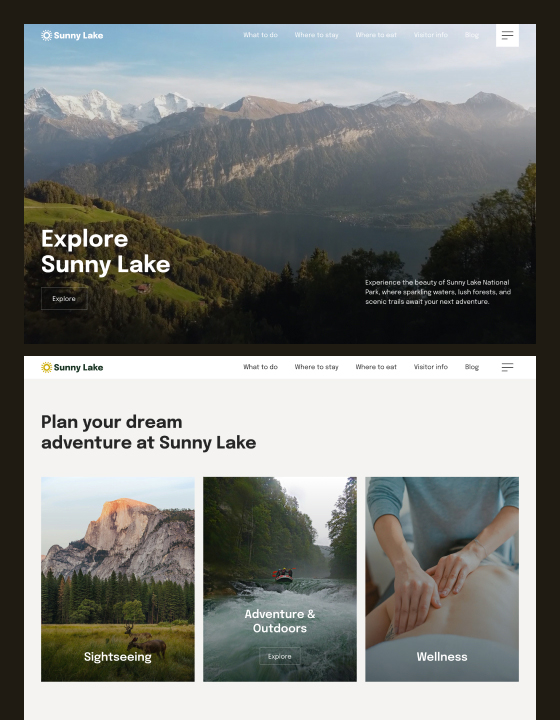 Sunny Lake
What to do Where to stay Where to eat Visitor info Blog
Explore
Sunny Lake
Explore
Experience the beauty of Sunny Lake National
Park, where sparkling waters, lush forests, and
scenic trails await your next adventure.
Sunny Lake
What to do Where to stay Where to eat Visitor info Blog
Plan your dream
adventure at Sunny Lake
Sightseeing
Adventure &
Outdoors
Explore
Wellness